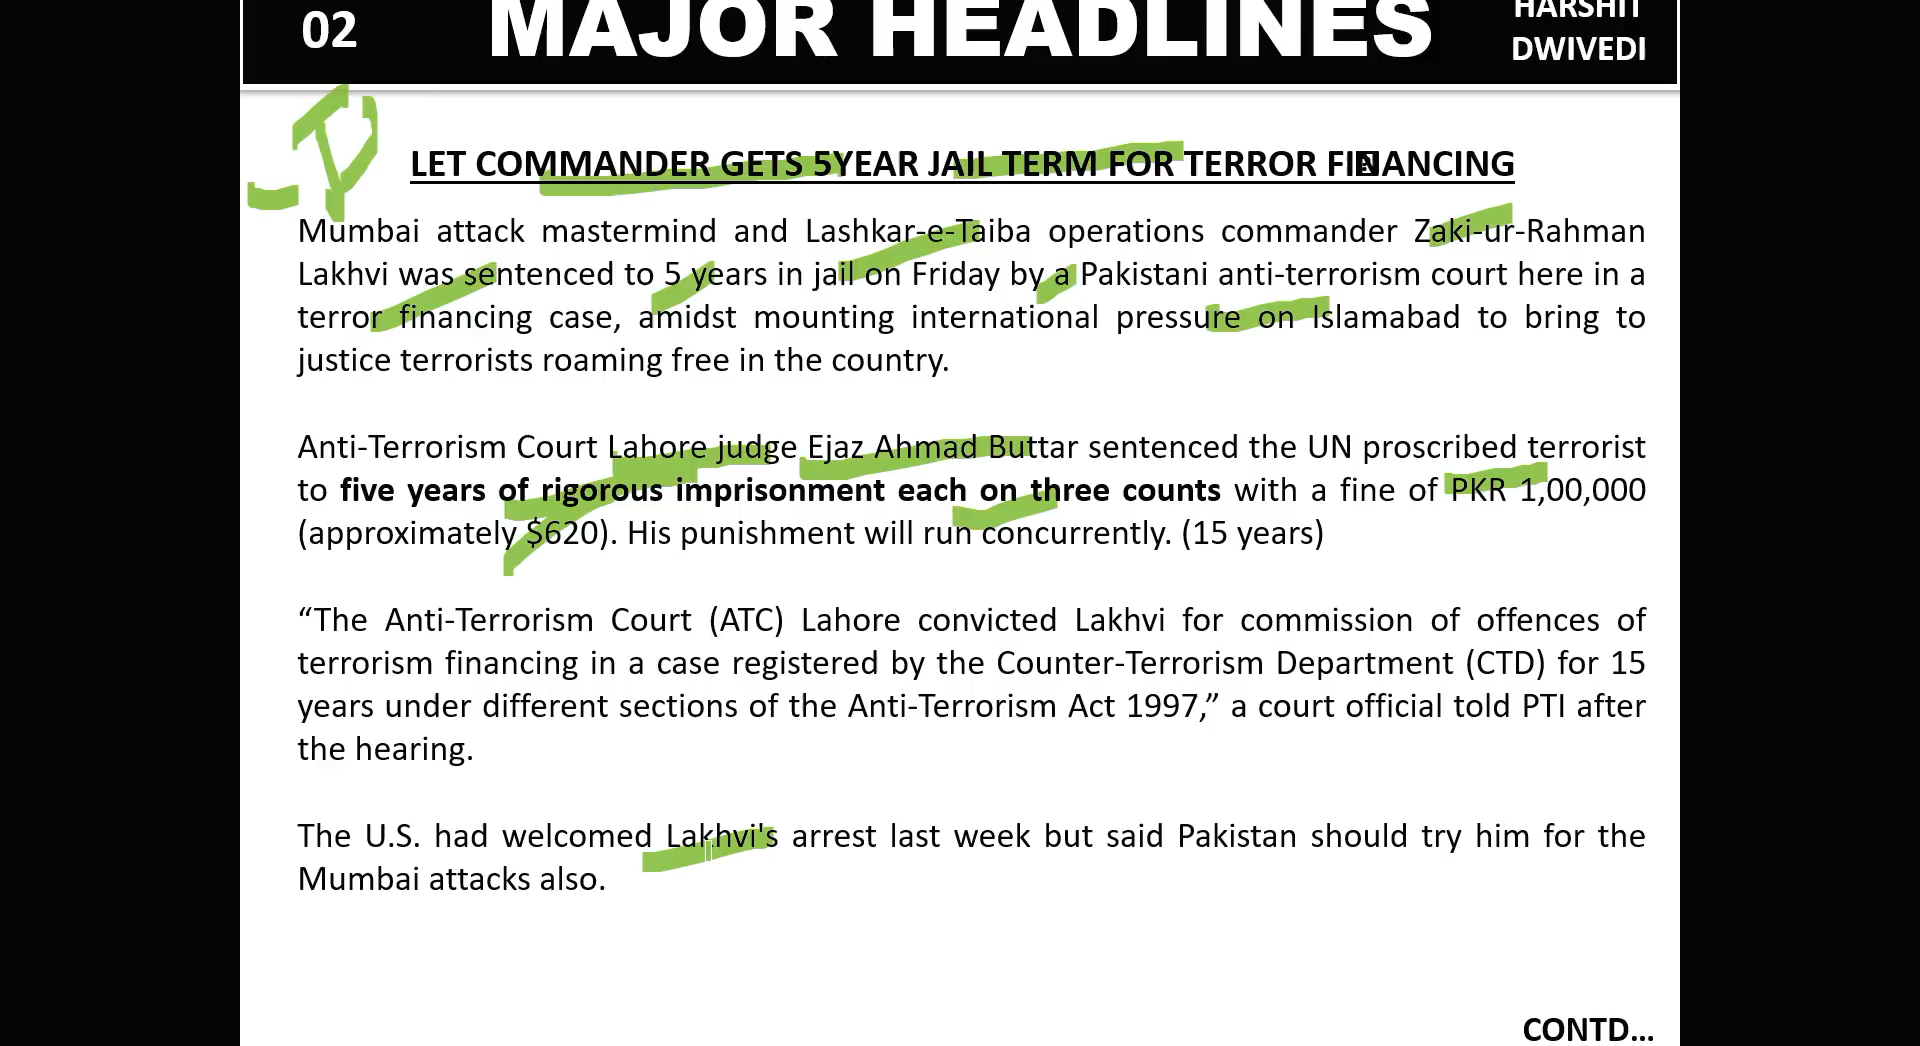 02
MAJOR HEADLINES
HARSHIT
DWIVEDI
LET COMMANDER GETS 5YEAR JAIL TERM FOR TERROR FINANCING
Mumbai attack mastermind and Lashkar-e-Taiba operations commander Zaki-ur-Rahman
Lakhvi was sentenced to 5 years in jail on Friday by a Pakistani anti-terrorism court here in a
terror financing case, amidst mounting international pressure on Islamabad to bring to
justice terrorists roaming free in the country.
Anti-Terrorism Court Lahore judge Ejaz Ahmad Buttar sentenced the UN proscribed terrorist
to five years of rigorous imprisonment each on three counts with a fine of PKR 1,00,000
(approximately $620). His punishment will run concurrently. (15 years)
“The Anti-Terrorism Court (ATC) Lahore convicted Lakhvi for commission of offences of
terrorism financing in a case registered by the Counter-Terrorism Department (CTD) for 15
years under different sections of the Anti-Terrorism Act 1997,” a court official told PTI after
the hearing.
The U.S. had welcomed Lakhvi's arrest last week but said Pakistan should try him for the
Mumbai attacks also.
CONTD...